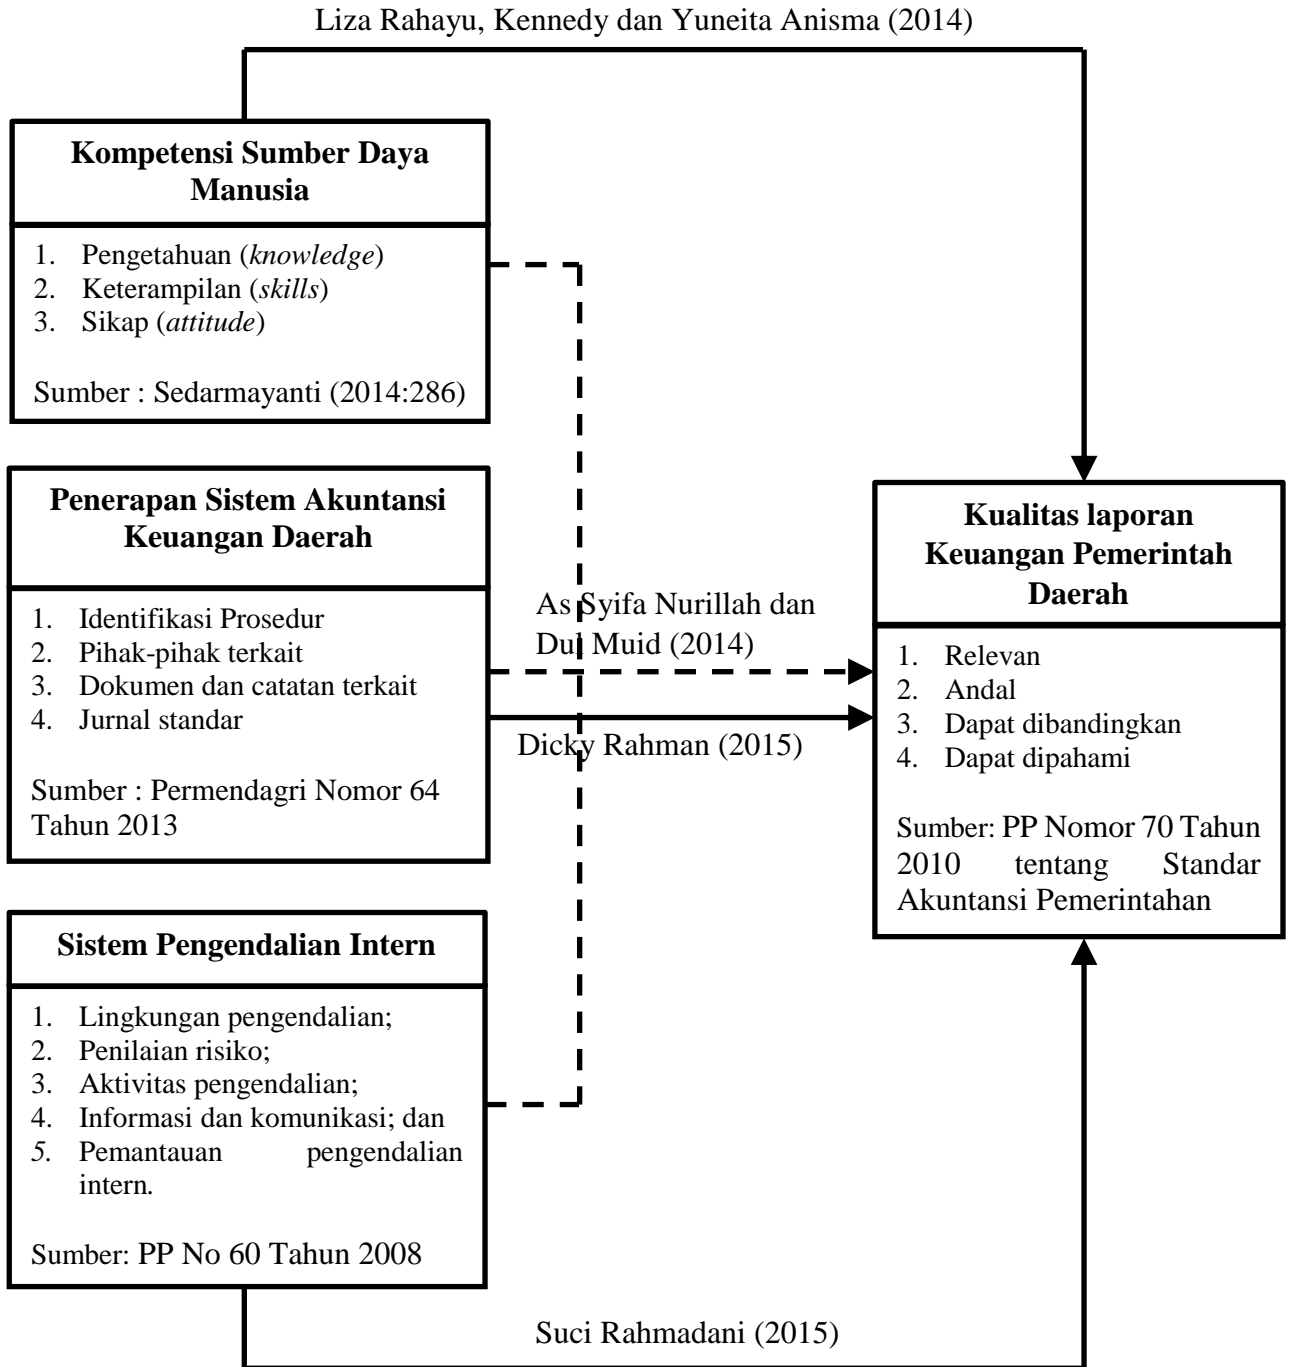 Liza Rahayu, Kennedy dan Yuneita Anisma (2014)
Kompetensi Sumber Daya
Manusia
1. Pengetahuan (knowledge)
2. Keterampilan (skills)
3. Sikap (attitude)
Sumber : Sedarmayanti (2014:286)
Penerapan Sistem Akuntansi
Keuangan Daerah
1. Identifikasi Prosedur
2. Pihak-pihak terkait
3. Dokumen dan catatan terkait
4. Jurnal standar
Sumber : Permendagri Nomor 64
Tahun 2013
As Syifa Nurillah dan
Dul Muid (2014)
Dicky Rahman (2015)
Kualitas laporan
Keuangan Pemerintah
Daerah
1. Relevan
2. Andal
3. Dapat dibandingkan
4. Dapat dipahami
Sumber: PP Nomor 70 Tahun
2010 tentang Standar
Akuntansi Pemerintahan
Sistem Pengendalian Intern
1. Lingkungan pengendalian;
2. Penilaian risiko;
3. Aktivitas pengendalian;
4. Informasi dan komunikasi; dan
5. Pemantauan pengendalian
intern.
Sumber: PP No 60 Tahun 2008
Suci Rahmadani (2015)